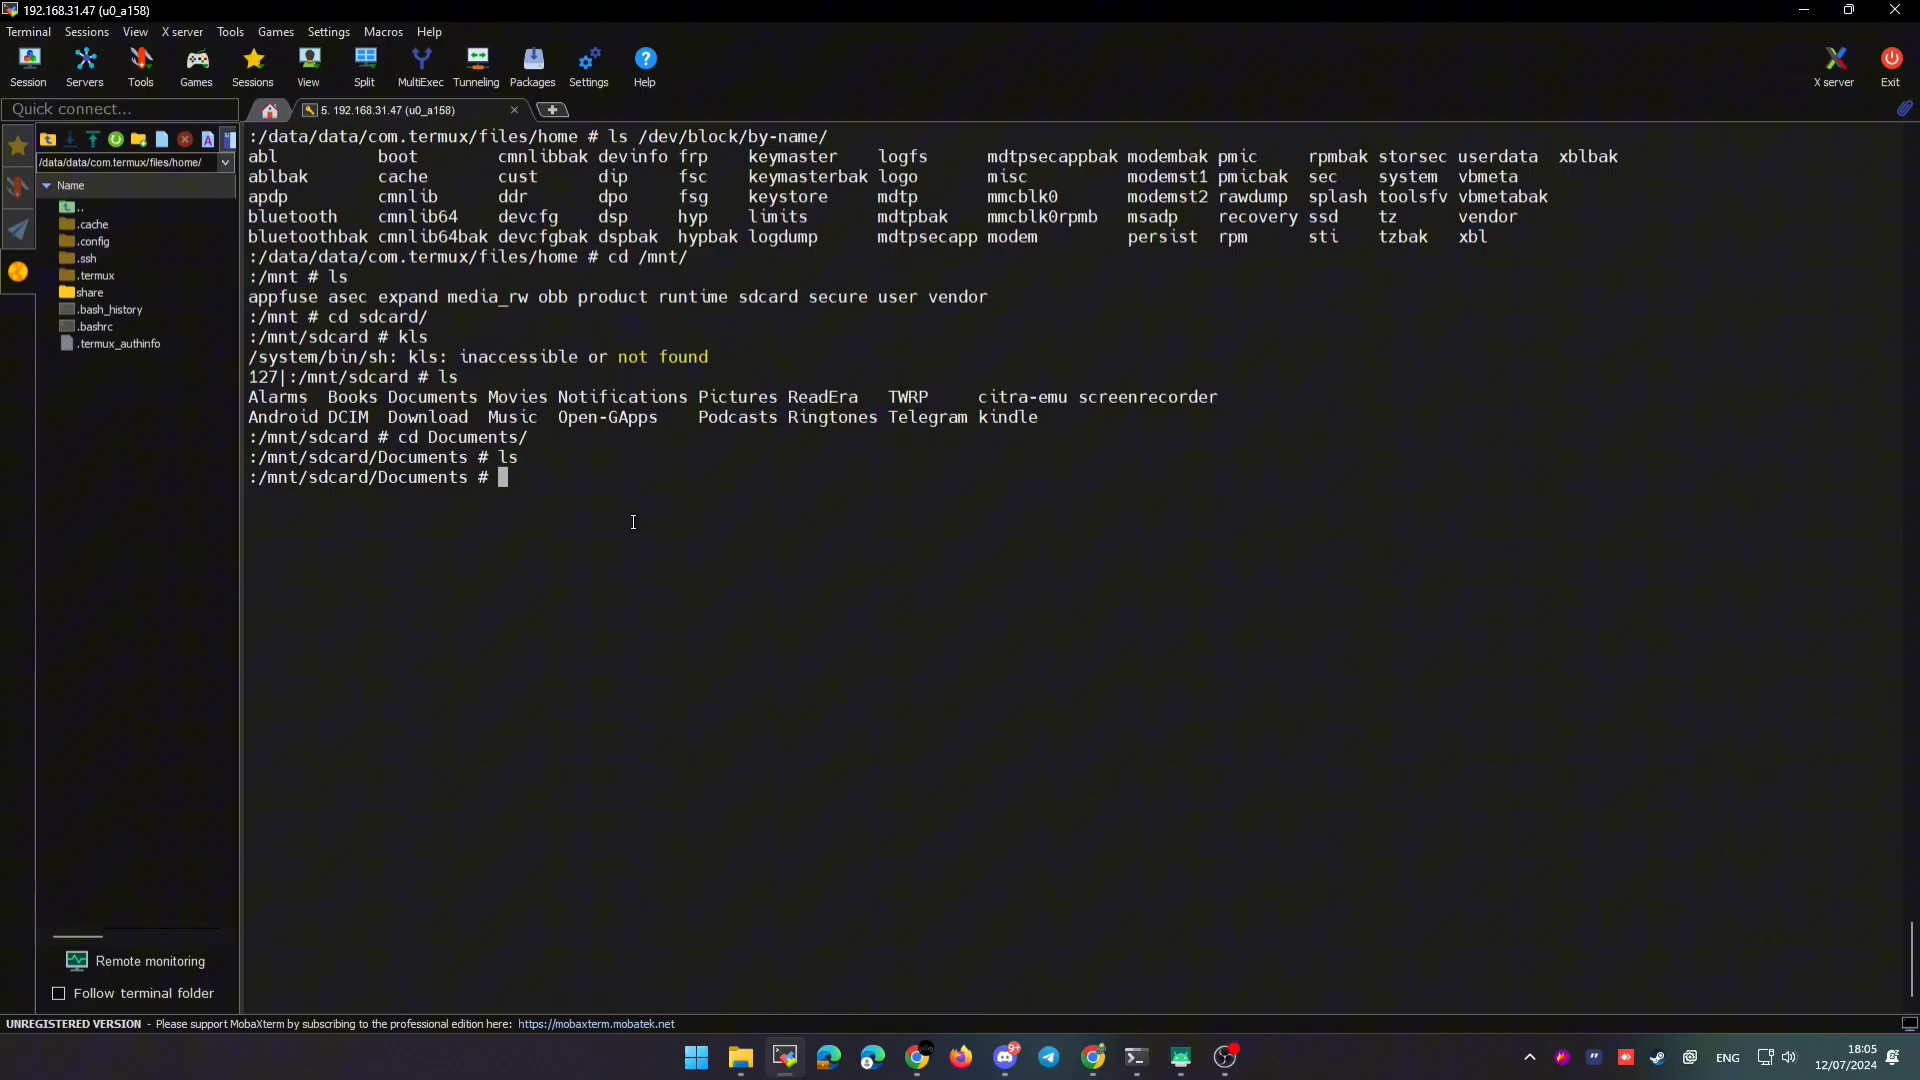 192.168.31.47 (u0_a158)
Terminal Sessions View X server Tools Games Settings Macros Help
Session Servers Tools Games Sessions View Split MultiExec Tunneling Packages Settings Help X server Exit
Quick connect...
5. 192.168.31.47 (u0_a158)
/data/data/com.termux/files/home/
Name
..
.cache
.config
.ssh
.termux
share
.bash_history
.bashrc
.termux_authinfo
:/data/data/com.termux/files/home # ls /dev/block/by-name/
abl boot cmnlibbak devinfo frp keymaster logfs mdtpsecappbak modembak pmic rpmbak storsec userdata xblbak
ablbak cache cust dip fsc keymasterbak logo misc modemst1 pmicbak sec system vbmeta
apdp cmnlib ddr dpo fsg keystore mdtp mmcblk0 modemst2 rawdump splash toolsfv vbmetabak
bluetooth cmnlib64 devcfg dsp hyp limits mdtpbak mmcblk0rpmb msadp recovery ssd tz vendor
bluetoothbak cmnlib64bak devcfgbak dspbak hypbak logdump mdtpsecapp modem persist rpm sti tzbak xbl
:/data/data/com.termux/files/home # cd /mnt/
:/mnt # ls
appfuse asec expand media_rw obb product runtime sdcard secure user vendor
:/mnt # cd sdcard/
:/mnt/sdcard # kls
/system/bin/sh: kls: inaccessible or not found
127|:/mnt/sdcard # ls
Alarms Books Documents Movies Notifications Pictures ReadEra TWRP citra-emu screenrecorder
Android DCIM Download Music Open-GApps Podcasts Ringtones Telegram kindle
:/mnt/sdcard # cd Documents/
:/mnt/sdcard/Documents # ls
:/mnt/sdcard/Documents #
Remote monitoring
Follow terminal folder
UNREGISTERED VERSION - Please support MobaXterm by subscribing to the professional edition here: https://mobaxterm.mobatek.net
9+
ENG
18:05
12/07/2024